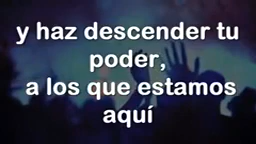 y haz descender tu
poder,
a los que estamos
aquí